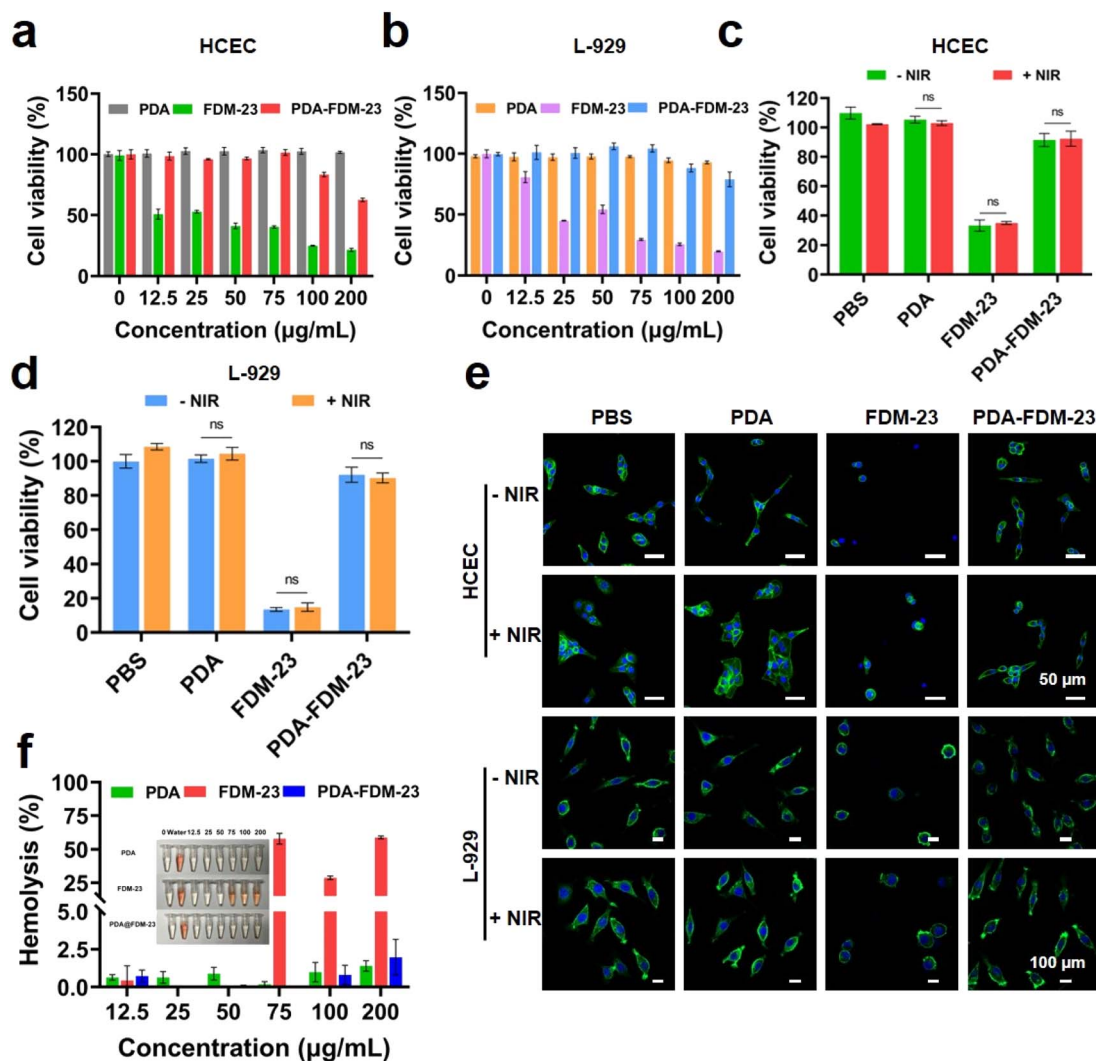 a
HCEC
PDA FDM-23 PDA-FDM-23
Cell viability (%)
150
100
50
0
0 12.5 25 50 75 100 200
Concentration (μg/mL)
b
L-929
PDA FDM-23 PDA-FDM-23
Cell viability (%)
150
100
50
0
0 12.5 25 50 75 100 200
Concentration (μg/mL)
c
HCEC
- NIR + NIR
Cell viability (%)
120
100
80
60
40
20
0
ns
ns
ns
PBS PDA FDM-23 PDA-FDM-23
d
L-929
- NIR + NIR
Cell viability (%)
120
100
80
60
40
20
0
ns
ns
ns
PBS PDA FDM-23 PDA-FDM-23
e
PBS PDA FDM-23 PDA-FDM-23
HCEC
- NIR
+ NIR
50 μm
L-929
- NIR
+ NIR
100 μm
f
PDA FDM-23 PDA-FDM-23
Hemolysis (%)
100
75
50
25
5.0
2.5
0.0
0 Water 12.5 25 50 75 100 200
PDA
FDM-23
PDA@FDM-23
12.5 25 50 75 100 200
Concentration (μg/mL)